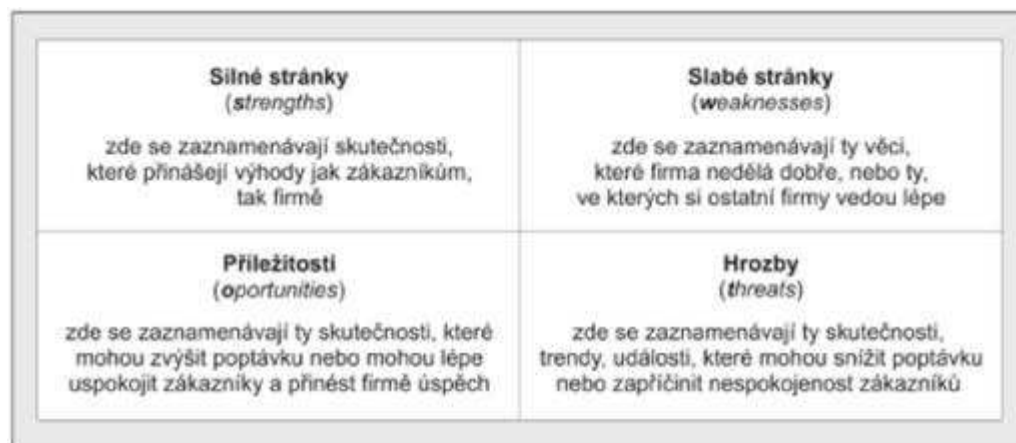 Silné stránky
(strengths)
zde se zaznamenávají skutečnosti,
které přinášejí výhody jak zákazníkům,
tak firmě
Slabé stránky
(weaknesses)
zde se zaznamenávají ty věci,
které firma nedělá dobře, nebo ty,
ve kterých si ostatní firmy vedou lépe
Příležitosti
(oportunities)
zde se zaznamenávají ty skutečnosti, které
mohou zvýšit poptávku nebo mohou lépe
uspokojit zákazníky a přinést firmě úspěch
Hrozby
(threats)
zde se zaznamenávají ty skutečnosti,
trendy, události, které mohou snížit poptávku
nebo zapříčinit nespokojenost zákazníků